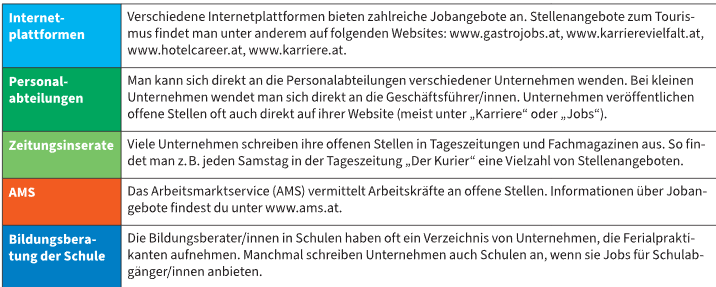 Internet-
plattformen
Verschiedene Internetplattformen bieten zahlreiche Jobangebote an. Stellenangebote zum Touris-
mus findet man unter anderem auf folgenden Websites: www.gastrojobs.at, www.karrierevielfalt.at,
www.hotelcareer.at, www.karriere.at.
Personal-
abteilungen
Man kann sich direkt an die Personalabteilungen verschiedener Unternehmen wenden. Bei kleinen
Unternehmen wendet man sich direkt an die Geschäftsführer/innen. Unternehmen veröffentlichen
offene Stellen oft auch direkt auf ihrer Website (meist unter „Karriere“ oder „Jobs“).
Zeitungsinserate
Viele Unternehmen schreiben ihre offenen Stellen in Tageszeitungen und Fachmagazinen aus. So fin-
det man z. B. jeden Samstag in der Tageszeitung „Der Kurier“ eine Vielzahl von Stellenangeboten.
AMS
Das Arbeitsmarktservice (AMS) vermittelt Arbeitskräfte an offene Stellen. Informationen über Joban-
gebote findest du unter www.ams.at.
Bildungsbera-
tung der Schule
Die Bildungsberater/innen in Schulen haben oft ein Verzeichnis von Unternehmen, die Ferialprakti-
kanten aufnehmen. Manchmal schreiben Unternehmen auch Schulen an, wenn sie Jobs für Schulab-
gänger/innen anbieten.